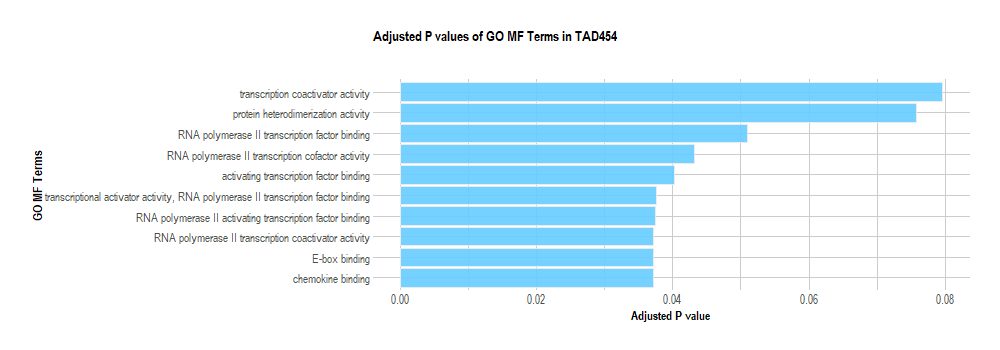 Adjusted P values of GO MF Terms in TAD454
GO MF Terms
transcription coactivator activity
protein heterodimerization activity
RNA polymerase II transcription factor binding
RNA polymerase II transcription cofactor activity
activating transcription factor binding
transcriptional activator activity, RNA polymerase II transcription factor binding
RNA polymerase II activating transcription factor binding
RNA polymerase II transcription coactivator activity
E-box binding
chemokine binding
0.00 0.02 0.04 0.06 0.08
Adjusted P value